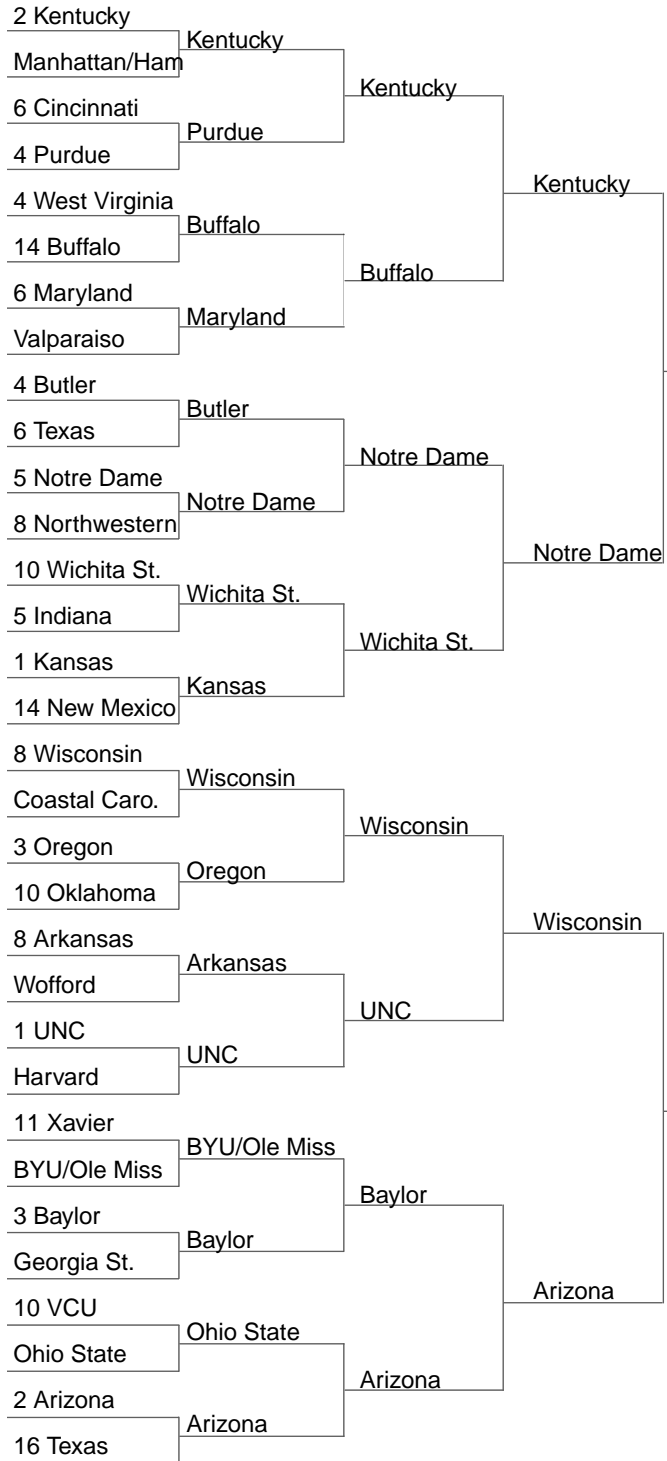 2 Kentucky
Manhattan/Ham
6 Cincinnati
4 Purdue
4 West Virginia
14 Buffalo
6 Maryland
Valparaiso
4 Butler
6 Texas
5 Notre Dame
8 Northwestern
10 Wichita St.
5 Indiana
1 Kansas
14 New Mexico
8 Wisconsin
Coastal Caro.
3 Oregon
10 Oklahoma
8 Arkansas
Wofford
1 UNC
Harvard
11 Xavier
BYU/Ole Miss
3 Baylor
Georgia St.
10 VCU
Ohio State
2 Arizona
16 Texas
Kentucky
Purdue
Buffalo
Maryland
Butler
Notre Dame
Wichita St.
Kansas
Wisconsin
Oregon
Arkansas
UNC
BYU/Ole Miss
Baylor
Ohio State
Arizona
Kentucky
Buffalo
Notre Dame
Wichita St.
Wisconsin
UNC
Baylor
Arizona
Kentucky
Notre Dame
Wisconsin
Arizona